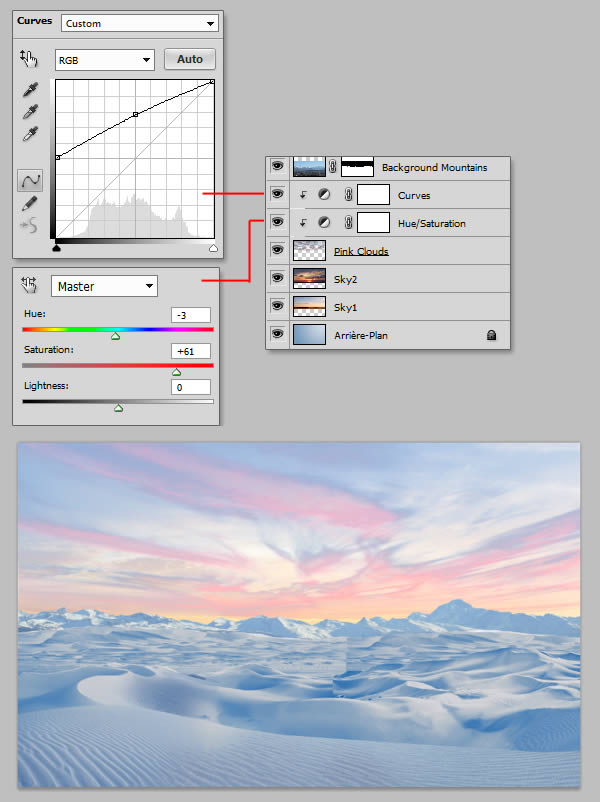 Curves Custom
RGB Auto
Background Mountains
Curves
Hue/Saturation
Pink Clouds
Sky2
Sky1
Arrière-Plan
Master
Hue: -3
Saturation: +61
Lightness: 0